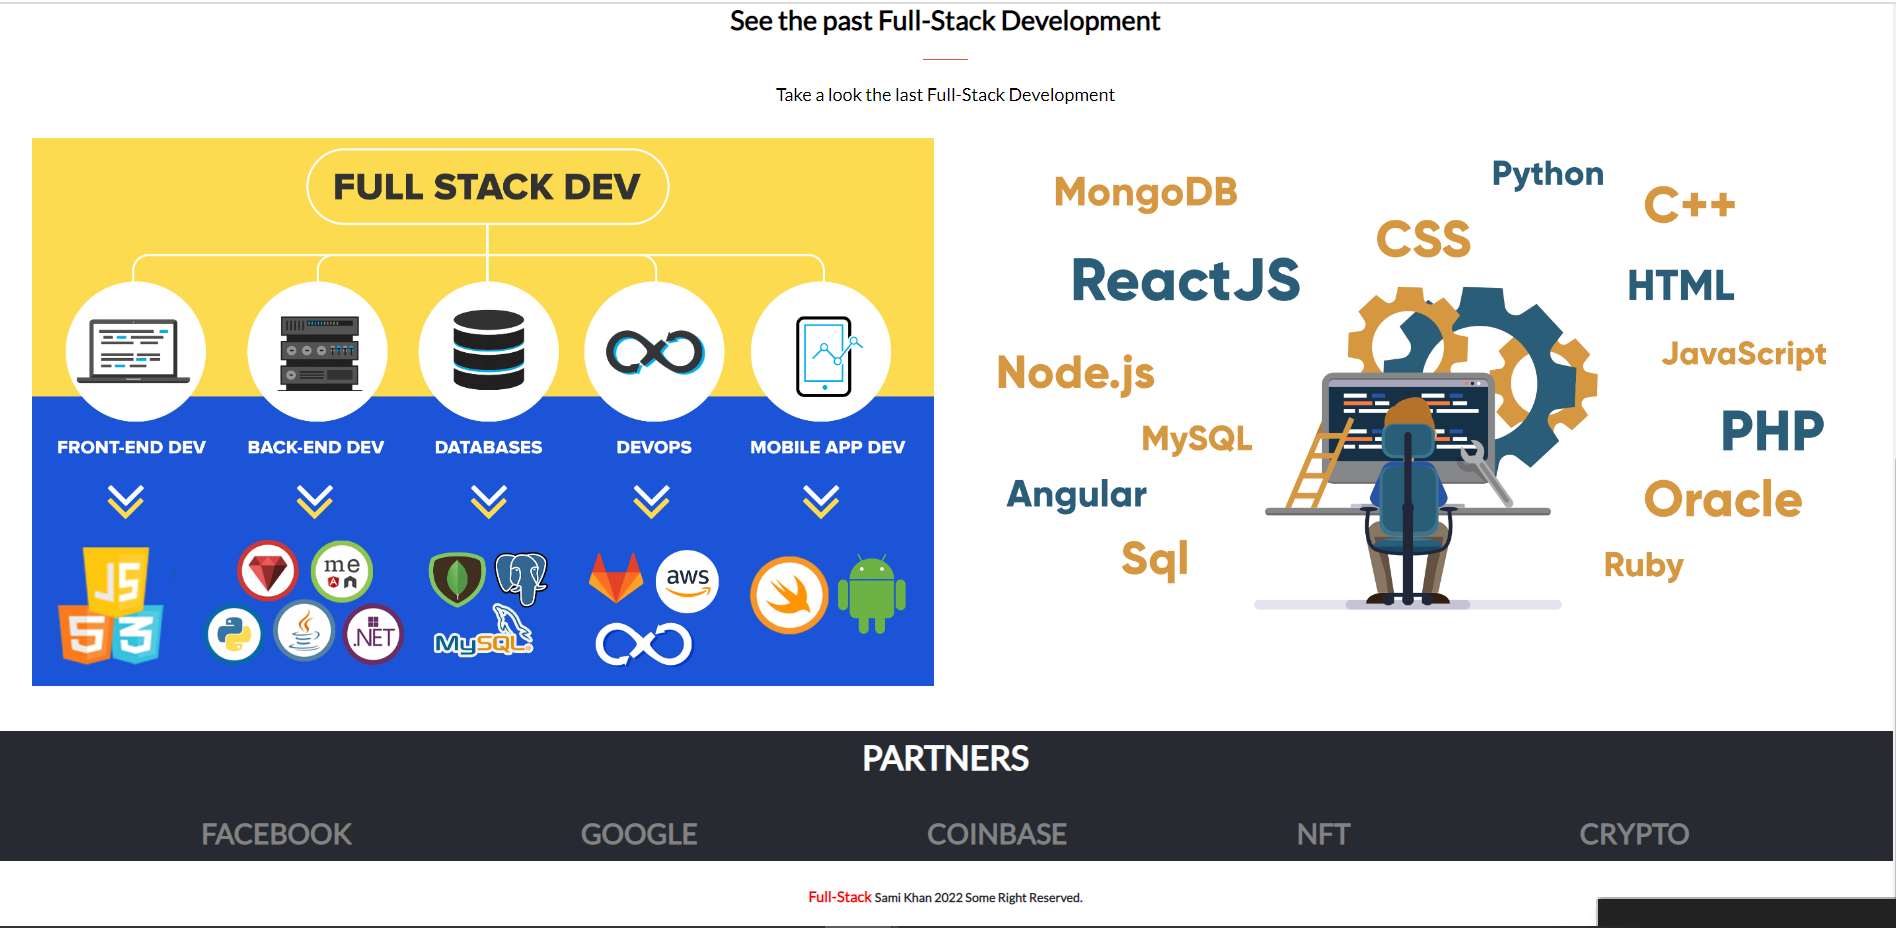 See the past Full-Stack Development
Take a look the last Full-Stack Development
FULL STACK DEV
FRONT-END DEV
BACK-END DEV
DATABASES
DEVOPS
MOBILE APP DEV
JS
5
3
me
A
.NET
MySQL
aws
MongoDB
Python
C++
CSS
ReactJS
HTML
JavaScript
Node.js
PHP
MySQL
Angular
Oracle
Sql
Ruby
PARTNERS
FACEBOOK
GOOGLE
COINBASE
NFT
CRYPTO
Full-Stack Sami Khan 2022 Some Right Reserved.